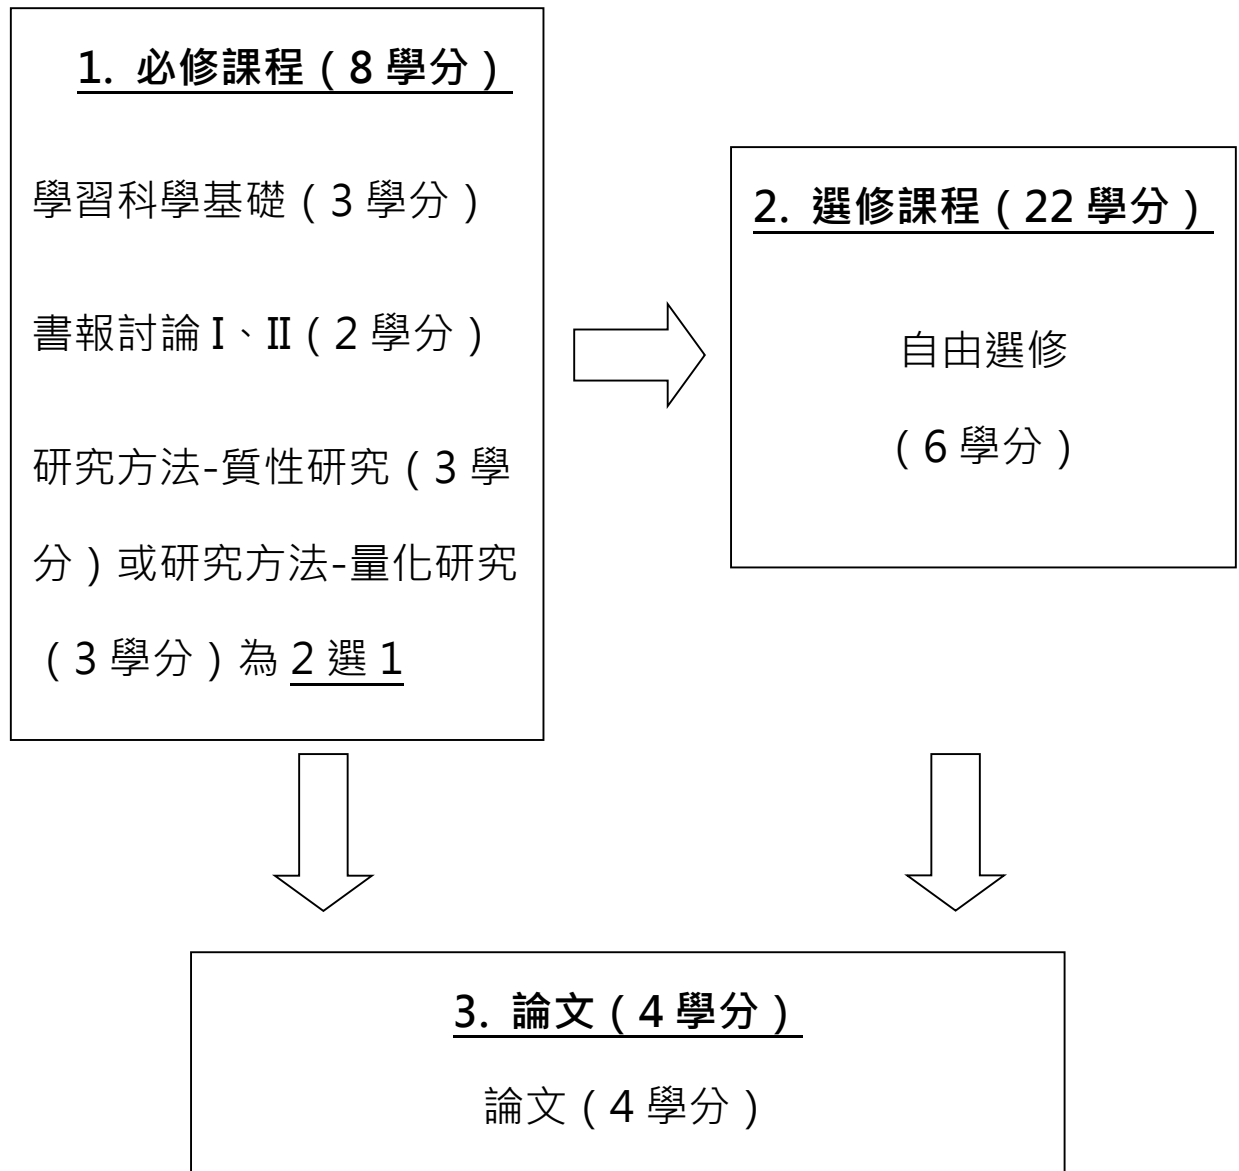 1. 必修課程（8 學分）
學習科學基礎（3 學分）
書報討論 I、II（2 學分）
研究方法-質性研究（3 學
分）或研究方法-量化研究
（3 學分）為 2 選 1
2. 選修課程（22 學分）
自由選修
（6 學分）
3. 論文（4 學分）
論文（4 學分）